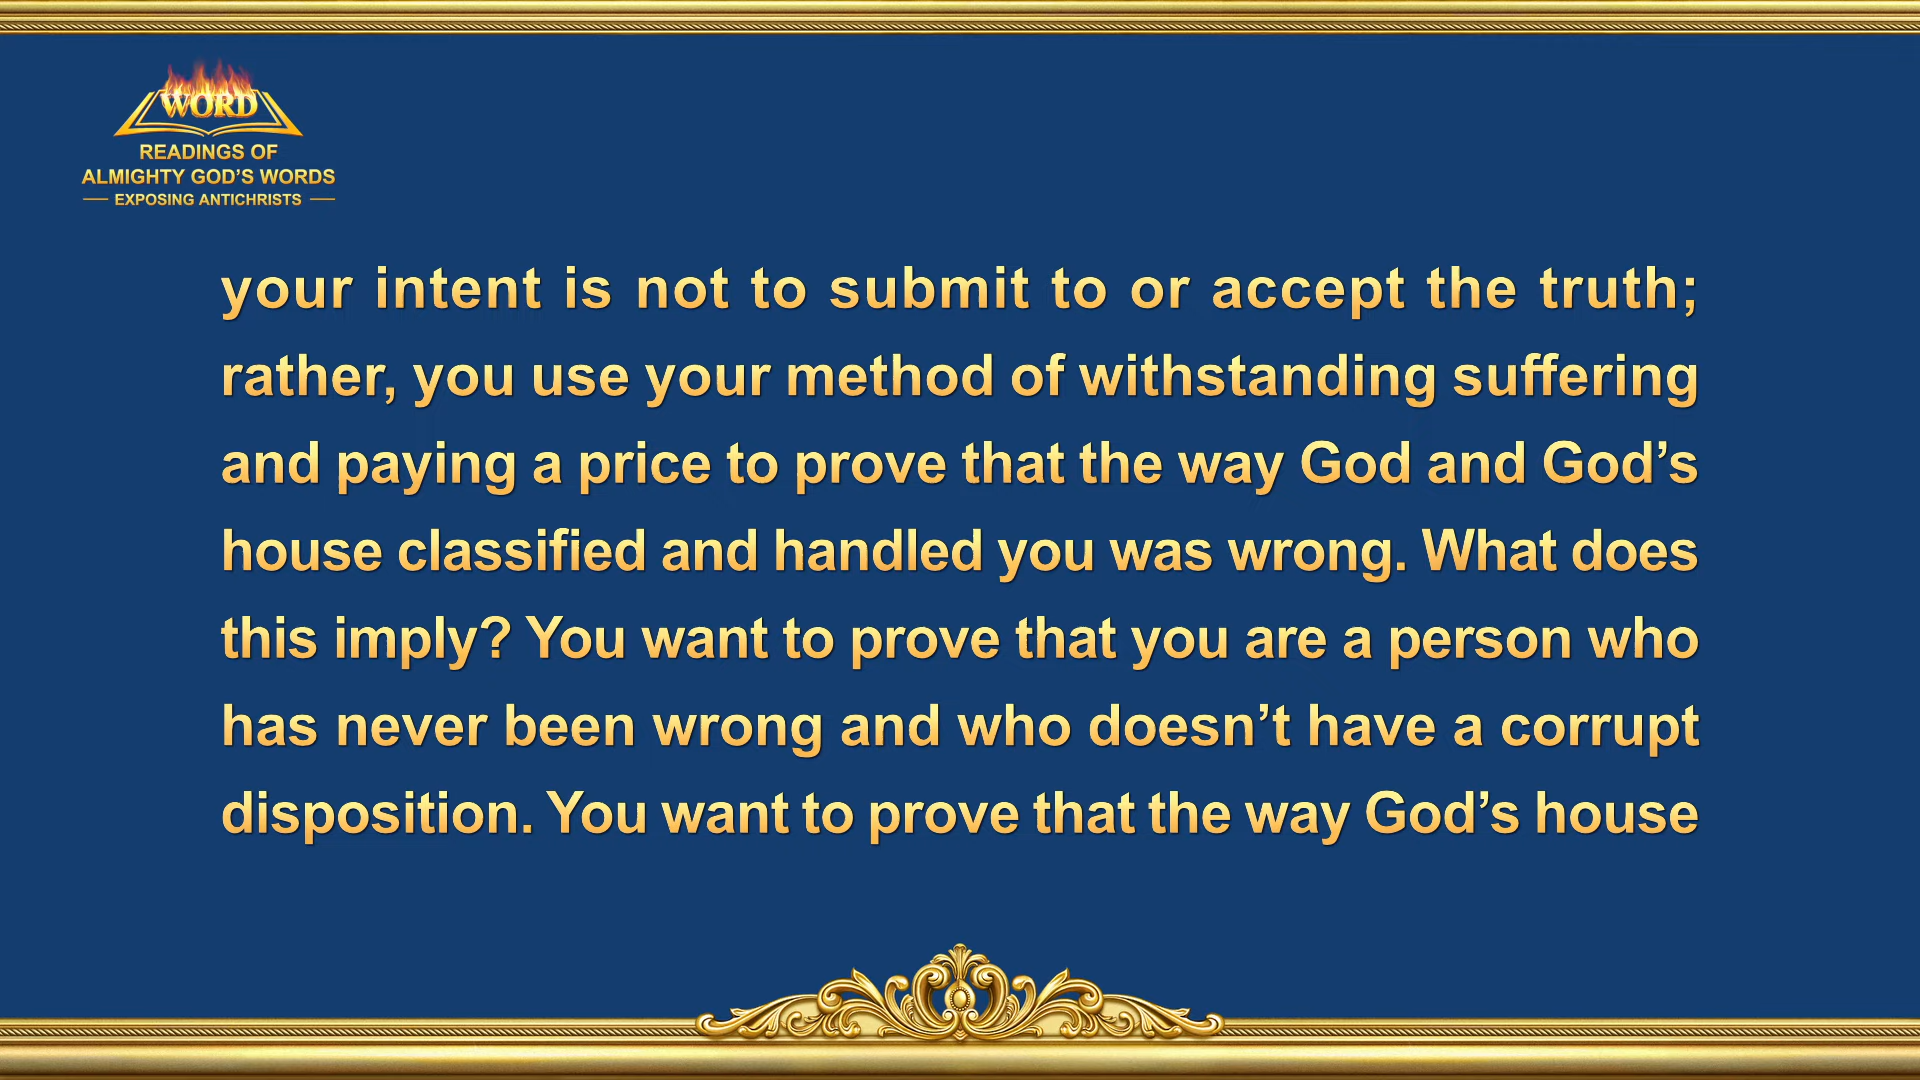 WORD
READINGS OF
ALMIGHTY GOD’S WORDS
EXPOSING ANTICHRISTS
your intent is not to submit to or accept the truth;
rather, you use your method of withstanding suffering
and paying a price to prove that the way God and God’s
house classified and handled you was wrong. What does
this imply? You want to prove that you are a person who
has never been wrong and who doesn’t have a corrupt
disposition. You want to prove that the way God’s house